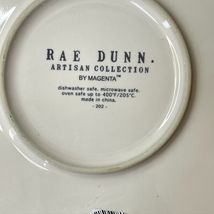 RAE DUNN.
ARTISAN COLLECTION
BY MAGENTA™
dishwasher safe. microwave safe.
oven safe up to 400°F/205°C.
made in china.
- 202 -